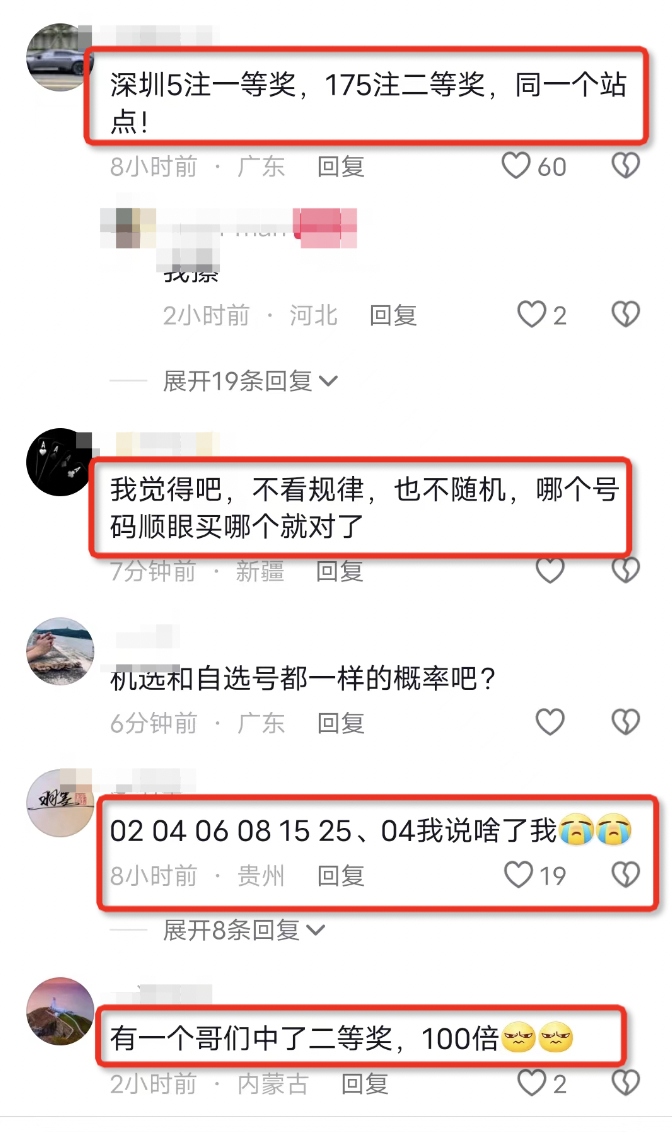 深圳5注一等奖，175注二等奖，同一个站
点！
8小时前 · 广东 回复 60
我擦
2小时前 · 河北 回复 2
展开19条回复
我觉得吧，不看规律，也不随机，哪个号
码顺眼买哪个就对了
7分钟前 · 新疆 回复
机选和自选号都一样的概率吧？
6分钟前 · 广东 回复
02 04 06 08 15 25、04我说啥了我😭😭
8小时前 · 贵州 回复 19
展开8条回复
有一个哥们中了二等奖，100倍
2小时前 · 内蒙古 回复 2